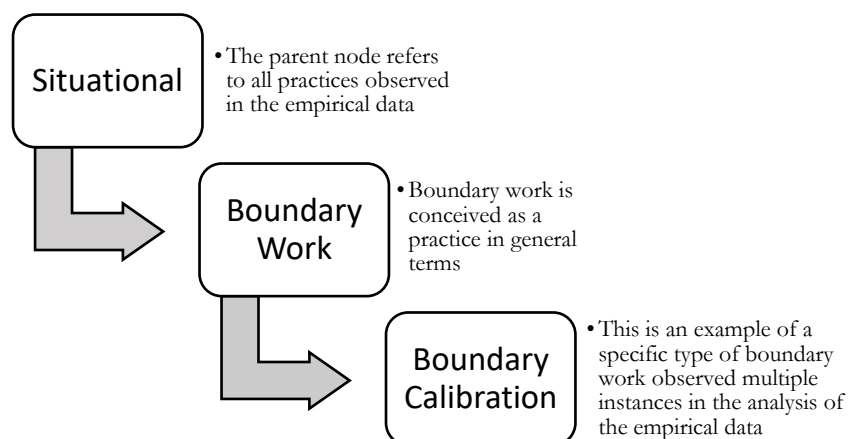 Situational
• The parent node refers
to all practices observed
in the empirical data
Boundary
Work
• Boundary work is
conceived as a
practice in general
terms
Boundary
Calibration
• This is an example of a
specific type of boundary
work observed multiple
instances in the analysis of
the empirical data